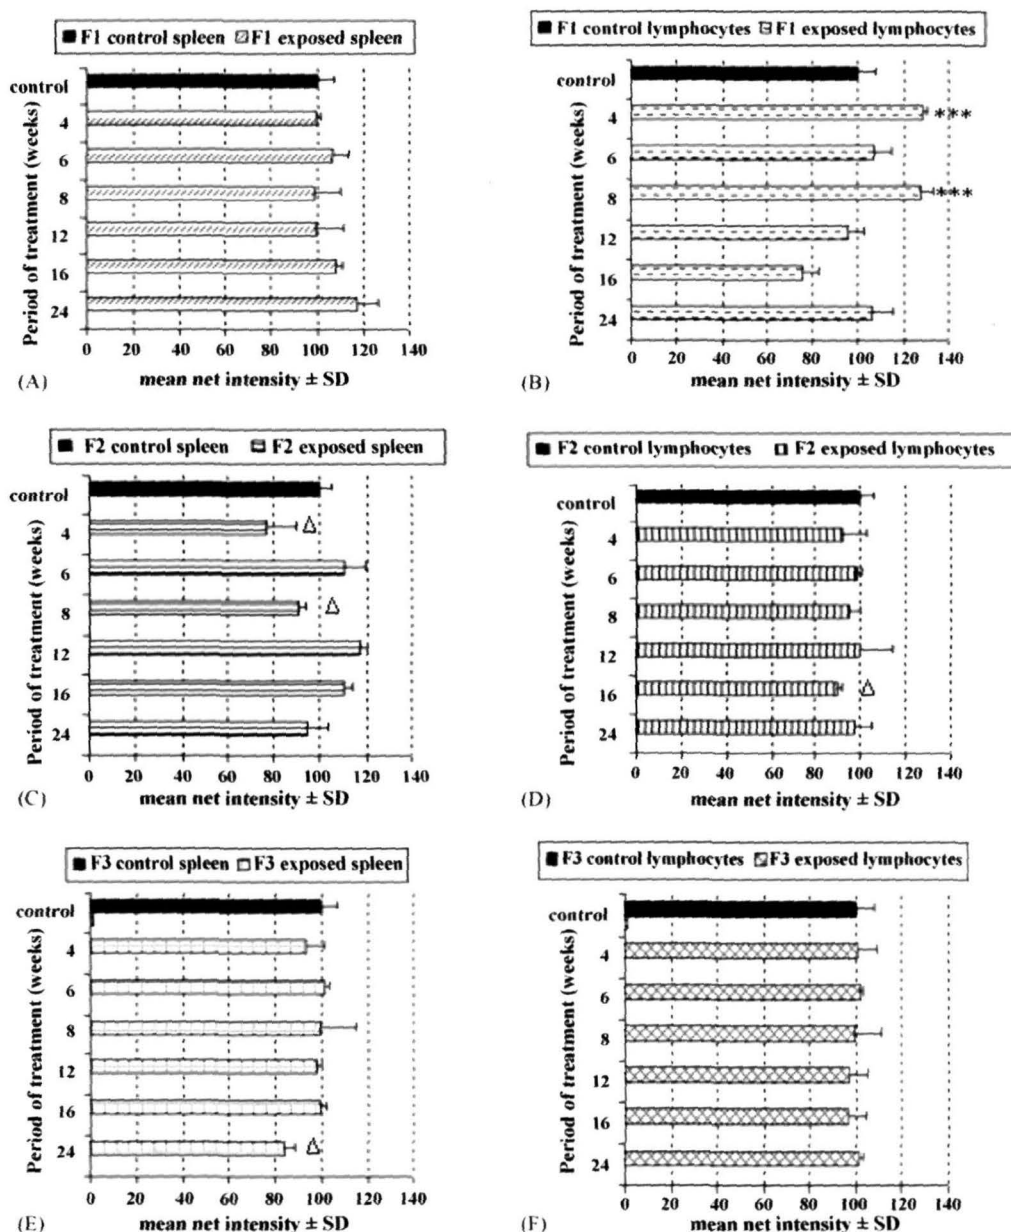 F1 control spleen F1 exposed spleen
Period of treatment (weeks)
control
4
6
8
12
16
24
0 20 40 60 80 100 120 140
(A) mean net intensity ± SD
F1 control lymphocytes F1 exposed lymphocytes
Period of treatment (weeks)
control
4 ***
6
8 ***
12
16
24
0 20 40 60 80 100 120 140
(B) mean net intensity ± SD
F2 control spleen F2 exposed spleen
Period of treatment (weeks)
control
4 Δ
6
8 Δ
12
16
24
0 20 40 60 80 100 120 140
(C) mean net intensity ± SD
F2 control lymphocytes F2 exposed lymphocytes
Period of treatment (weeks)
control
4
6
8
12
16 Δ
24
0 20 40 60 80 100 120 140
(D) mean net intensity ± SD
F3 control spleen F3 exposed spleen
Period of treatment (weeks)
control
4
6
8
12
16
24 Δ
0 20 40 60 80 100 120 140
(E) mean net intensity ± SD
F3 control lymphocytes F3 exposed lymphocytes
Period of treatment (weeks)
control
4
6
8
12
16
24
0 20 40 60 80 100 120 140
(F) mean net intensity ± SD